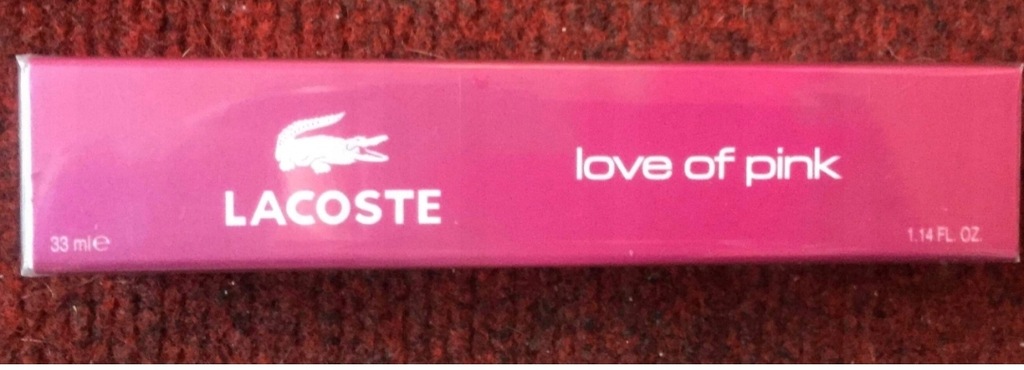 LACOSTE
love of pink
33 ml e
1.14 FL. OZ.